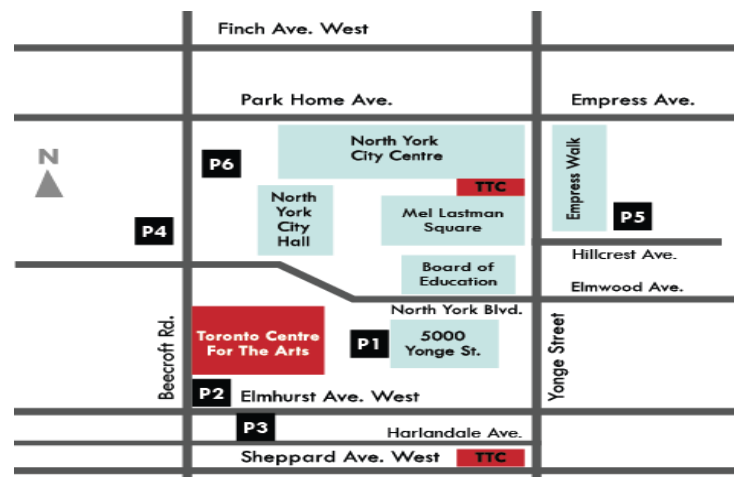 Finch Ave. West
Park Home Ave.
Empress Ave.
N
P6
North York
City Centre
TTC
Empress Walk
P5
P4
North
York
City
Hall
Mel Lastman
Square
Hillcrest Ave.
Board of
Education
Elmwood Ave.
North York Blvd.
Beecroft Rd.
Toronto Centre
For The Arts
P1
5000
Yonge St.
Yonge Street
P2
Elmhurst Ave. West
P3
Harlandale Ave.
Sheppard Ave. West
TTC